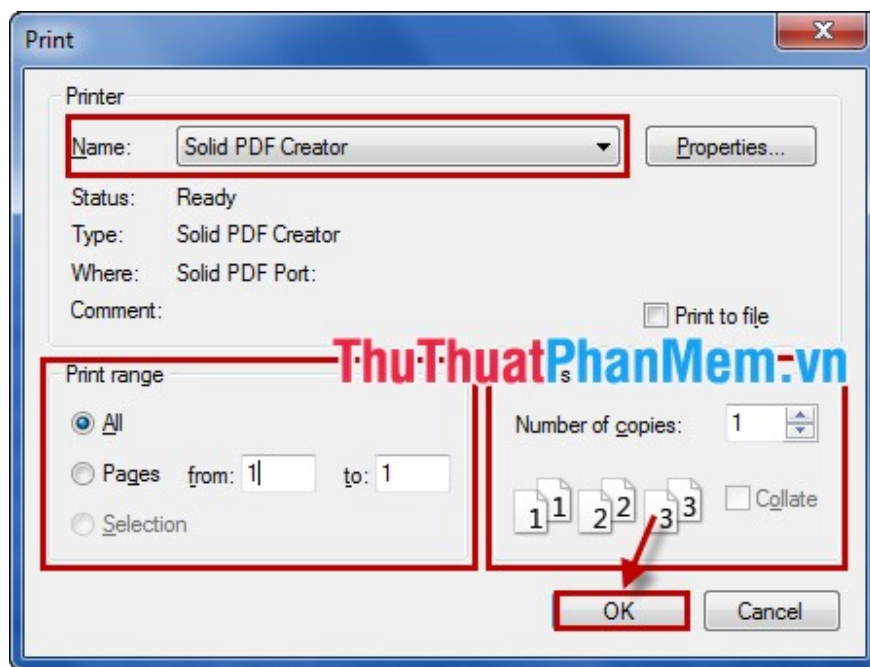 Print
X
Printer
Name: Solid PDF Creator Properties...
Status: Ready
Type: Solid PDF Creator
Where: Solid PDF Port:
Comment: Print to file
ThuThuatPhanMem.vn
Print range s
All Number of copies: 1
Pages from: 1 to: 1
1 1 2 2 3 3 Collate
Selection
OK Cancel